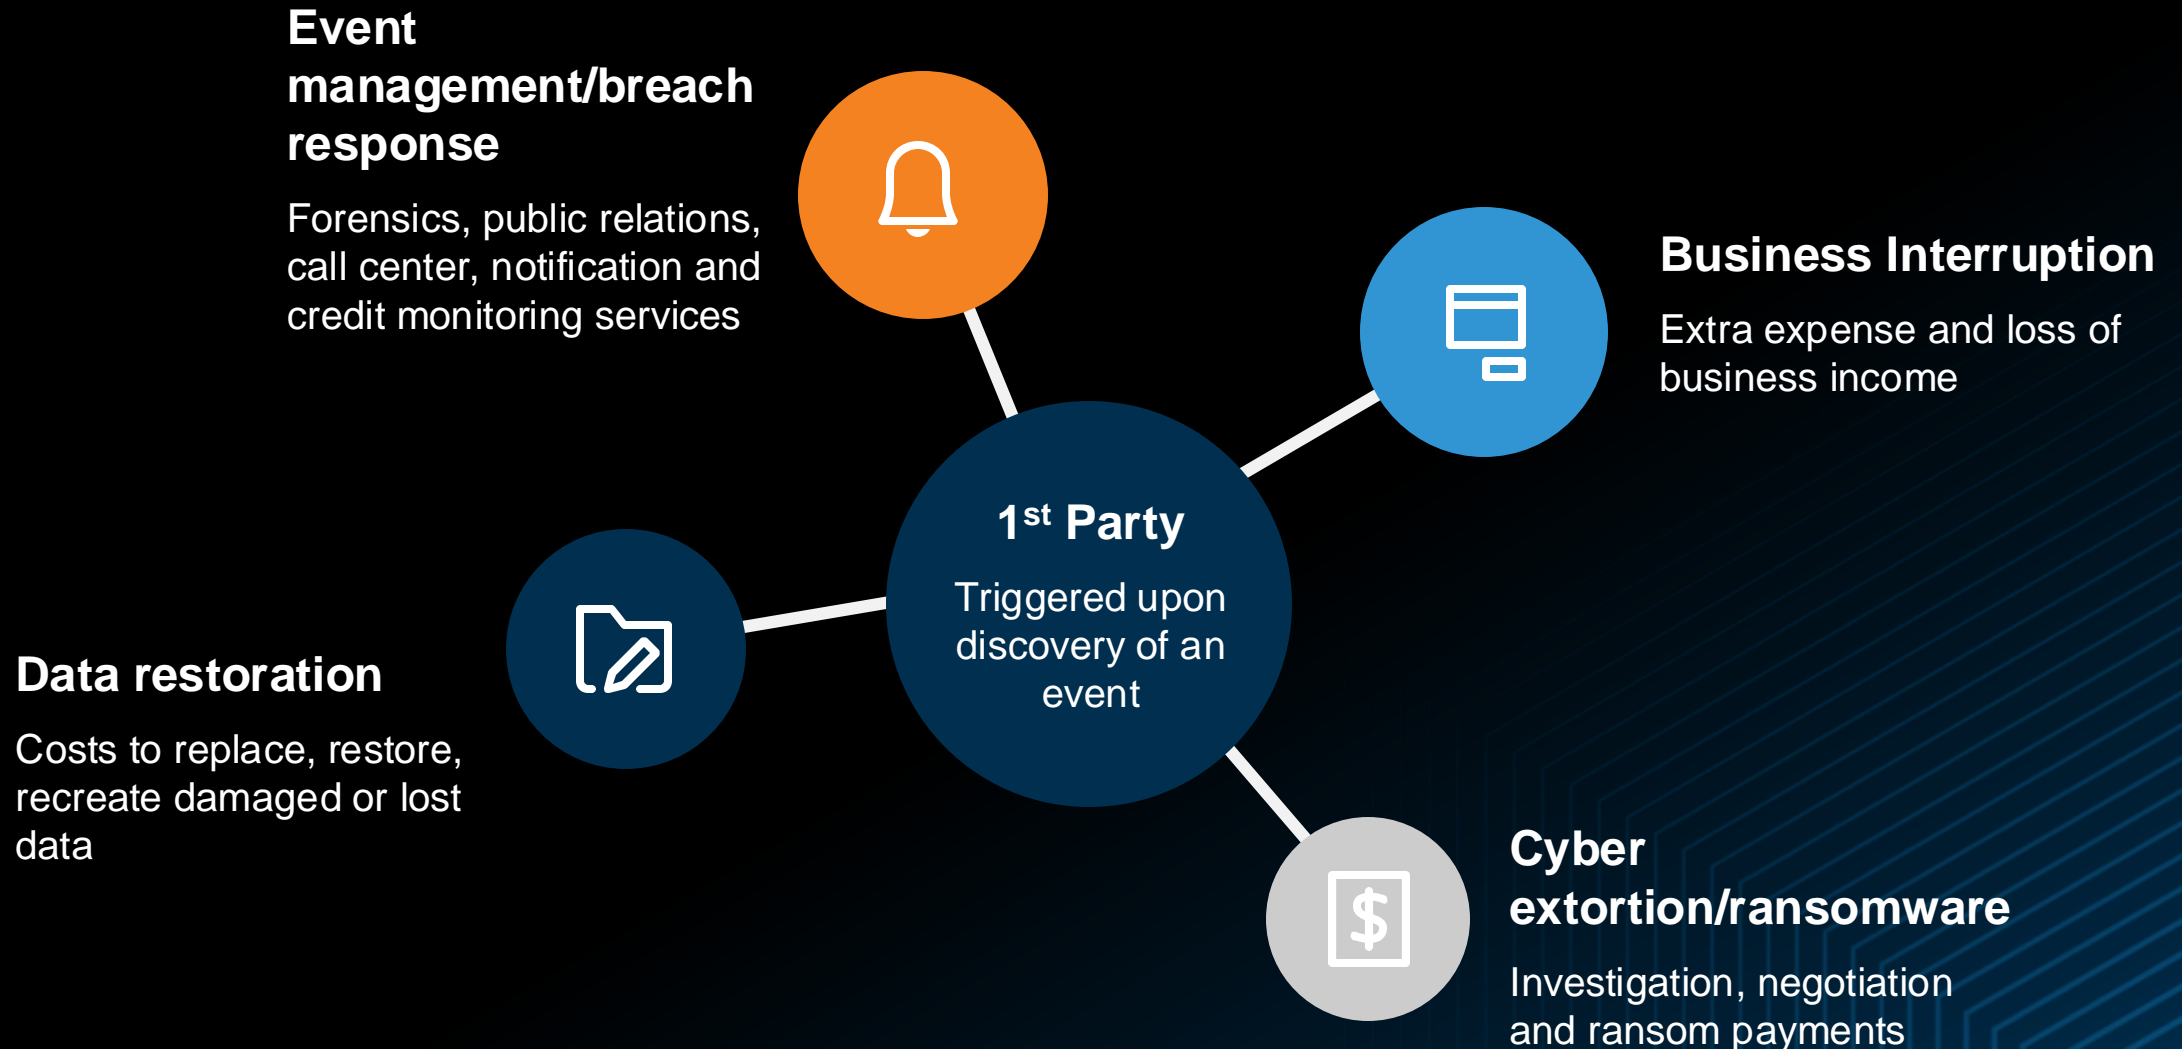 Event
management/breach
response
Forensics, public relations,
call center, notification and
credit monitoring services
Business Interruption
Extra expense and loss of
business income
1st Party
Triggered upon
discovery of an
event
Data restoration
Costs to replace, restore,
recreate damaged or lost
data
Cyber
extortion/ransomware
Investigation, negotiation
and ransom payments
$